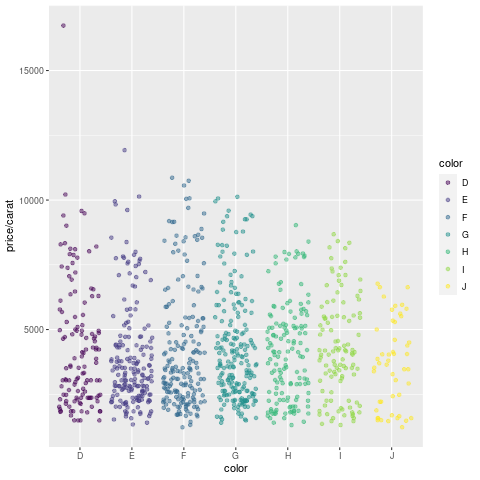 15000
10000
5000
price/carat
D E F G H I J
color
color
D
E
F
G
H
I
J